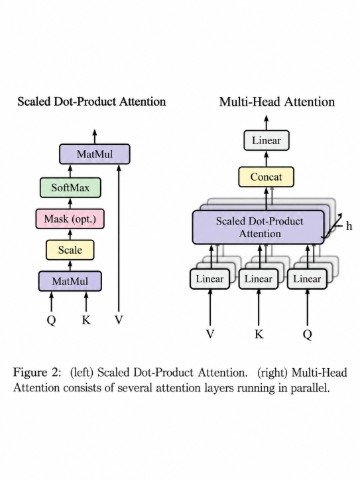 Scaled Dot-Product Attention
MatMul
SoftMax
Mask (opt.)
Scale
MatMul
Q K V
Multi-Head Attention
Linear
Concat
Scaled Dot-Product
Attention
h
Linear Linear Linear
V K Q
Figure 2: (left) Scaled Dot-Product Attention. (right) Multi-Head
Attention consists of several attention layers running in parallel.